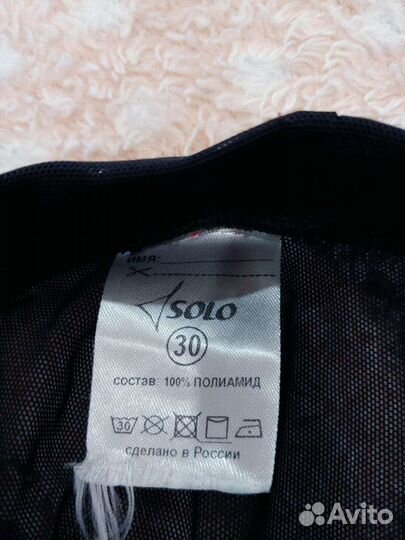 ИМЯ:
SOLO
30
состав: 100% ПОЛИАМИД
30
сделано в России
Avito